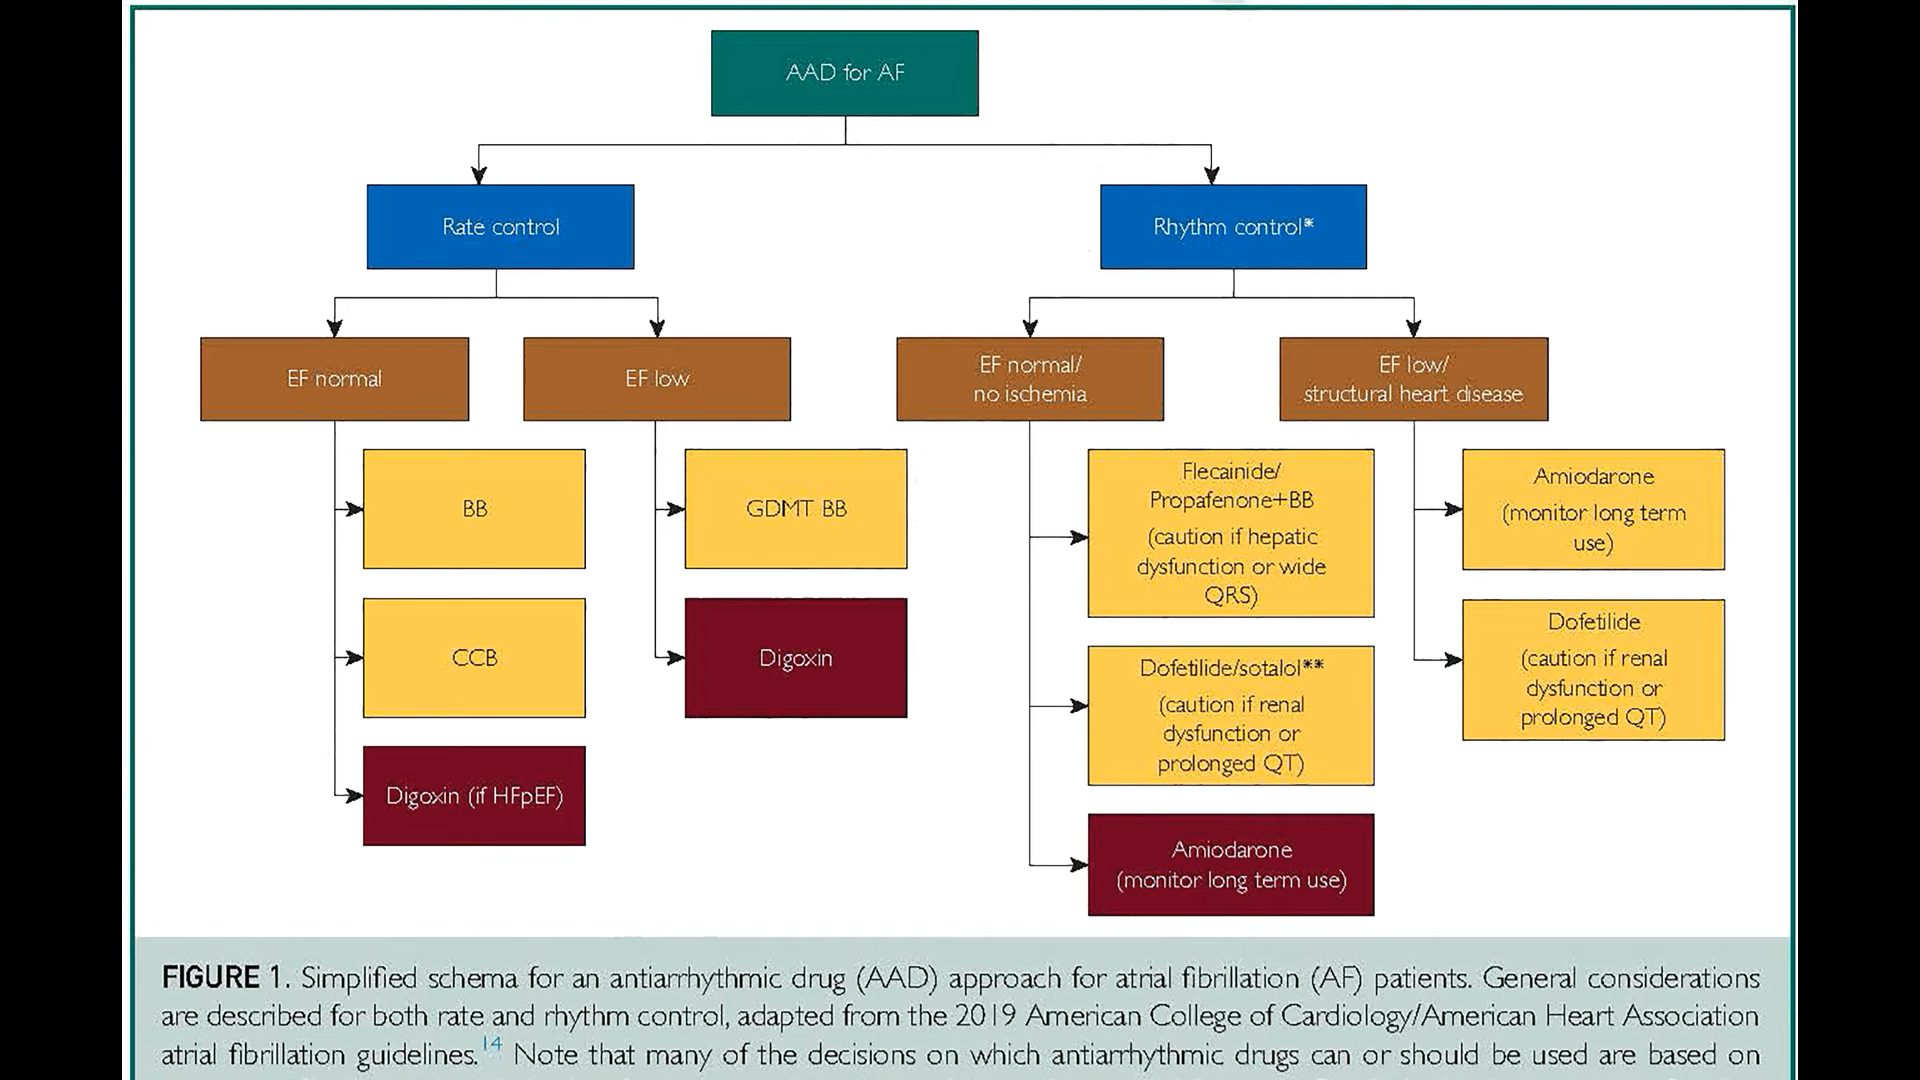 AAD for AF
Rate control
Rhythm control*
EF normal
EF low
EF normal/
no ischemia
EF low/
structural heart disease
BB
CCB
Digoxin (if HFpEF)
GDMT BB
Digoxin
Flecainide/
Propafenone+BB
(caution if hepatic
dysfunction or wide
QRS)
Dofetilide/sotalol**
(caution if renal
dysfunction or
prolonged QT)
Amiodarone
(monitor long term use)
Amiodarone
(monitor long term
use)
Dofetilide
(caution if renal
dysfunction or
prolonged QT)
FIGURE 1. Simplified schema for an antiarrhythmic drug (AAD) approach for atrial fibrillation (AF) patients. General considerations
are described for both rate and rhythm control, adapted from the 2019 American College of Cardiology/American Heart Association
atrial fibrillation guidelines.14 Note that many of the decisions on which antiarrhythmic drugs can or should be used are based on